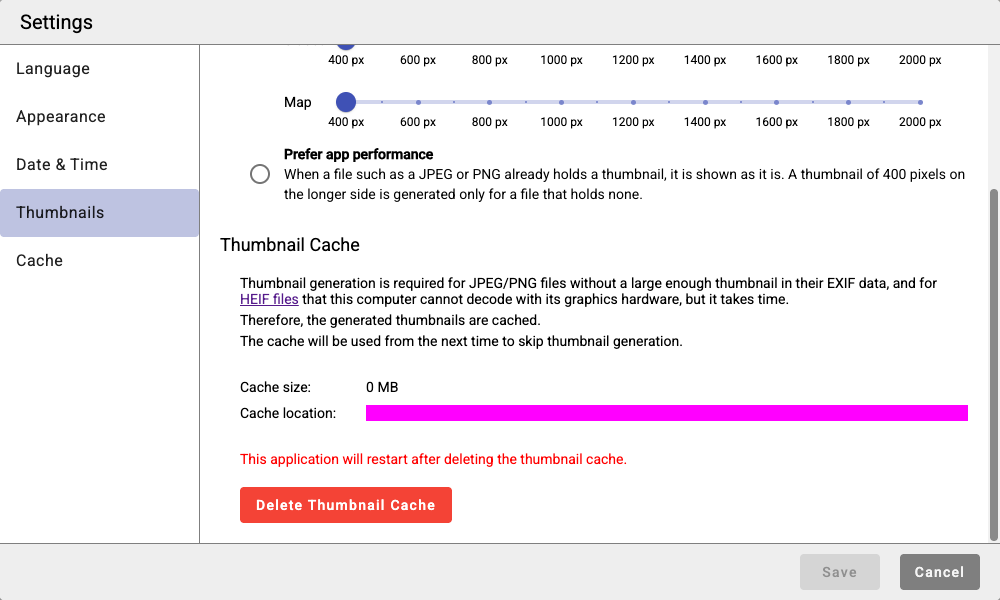 Settings
Language
Appearance
Date & Time
Thumbnails
Cache
400 px 600 px 800 px 1000 px 1200 px 1400 px 1600 px 1800 px 2000 px
Map
400 px 600 px 800 px 1000 px 1200 px 1400 px 1600 px 1800 px 2000 px
Prefer app performance
When a file such as a JPEG or PNG already holds a thumbnail, it is shown as it is. A thumbnail of 400 pixels on
the longer side is generated only for a file that holds none.
Thumbnail Cache
Thumbnail generation is required for JPEG/PNG files without a large enough thumbnail in their EXIF data, and for
HEIF files that this computer cannot decode with its graphics hardware, but it takes time.
Therefore, the generated thumbnails are cached.
The cache will be used from the next time to skip thumbnail generation.
Cache size: 0 MB
Cache location:
This application will restart after deleting the thumbnail cache.
Delete Thumbnail Cache
Save Cancel